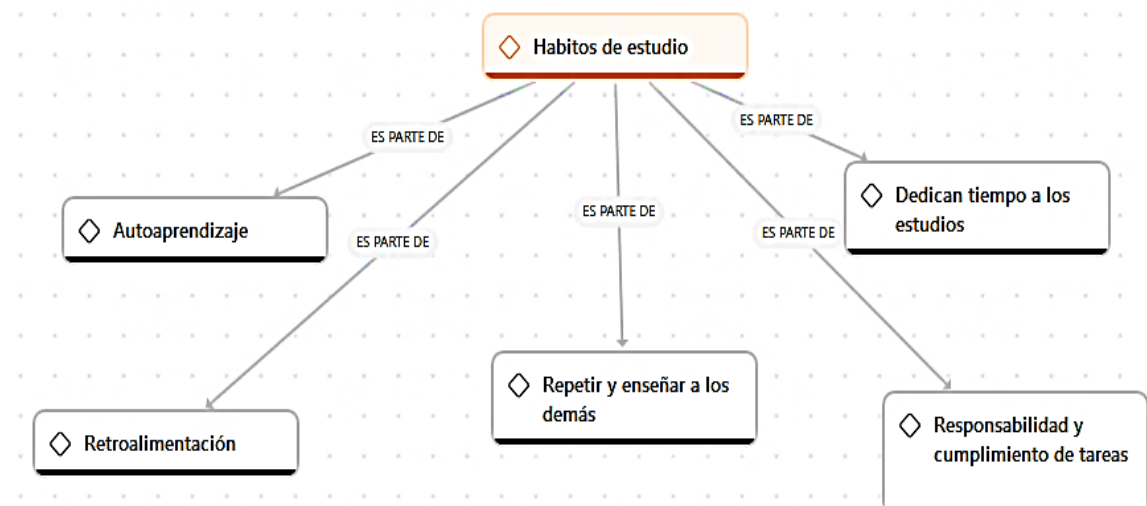 Habitos de estudio
ES PARTE DE
ES PARTE DE
Dedican tiempo a los
estudios
Autoaprendizaje
ES PARTE DE
ES PARTE DE
ES PARTE DE
Repetir y enseñar a los
demás
Retroalimentación
Responsabilidad y
cumplimiento de tareas